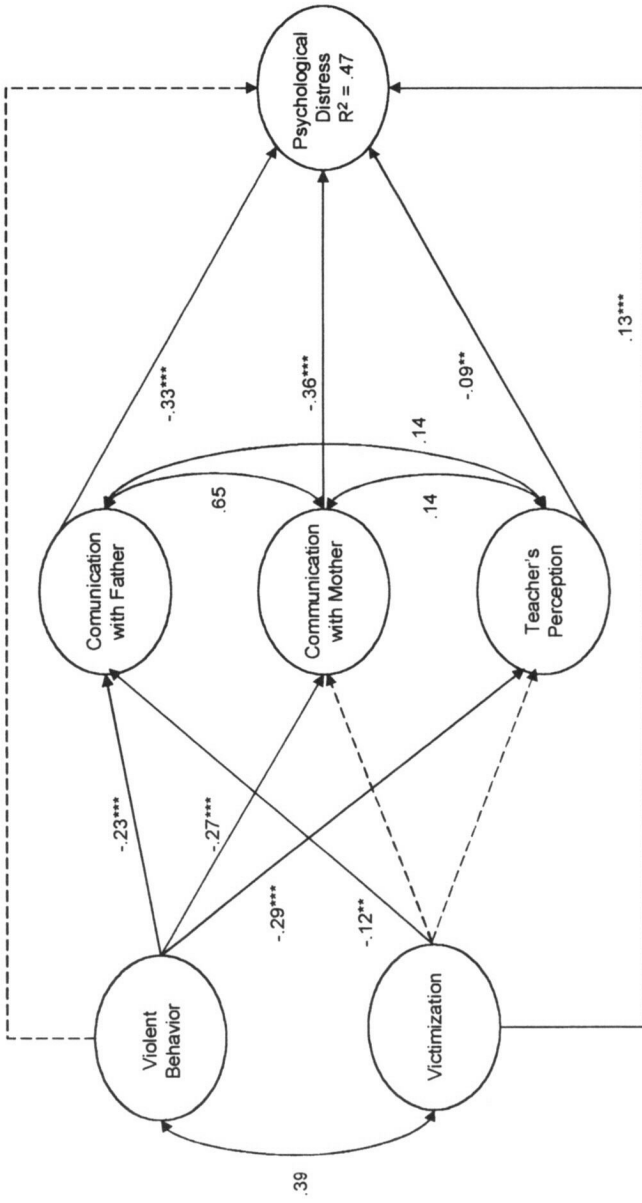 Violent
Behavior
Victimization
.39
-.23***
-.27***
-.29***
-.12**
Comunication
with Father
Communication
with Mother
Teacher's
Perception
.65
.14
.14
-.33***
-.36***
-.09**
.13***
Psychological
Distress
R² = .47